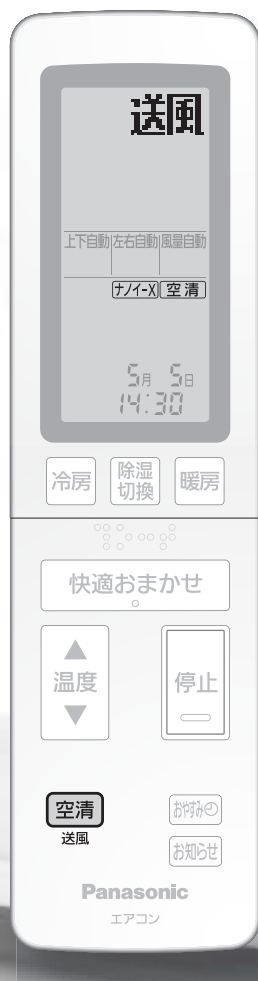 送風
上下自動 左右自動 風量自動
ナノイーX 空清
5月 5日
14:30
冷房 除湿切換 暖房
快適おまかせ
温度 停止
空清 おやすみ
送風
お知らせ
Panasonic
エアコン